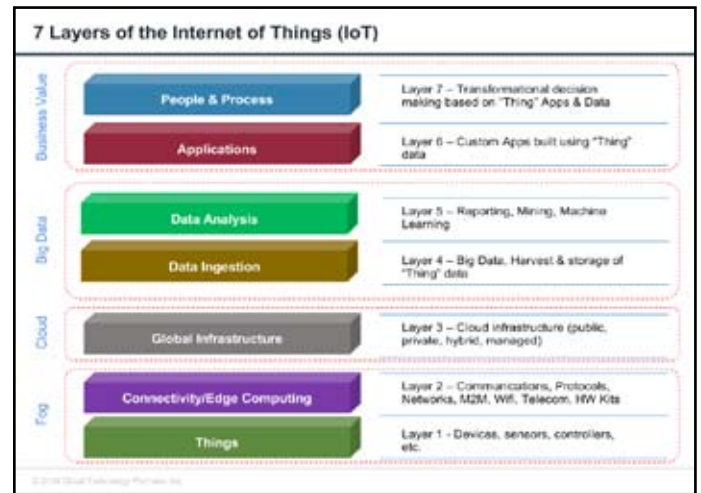 7 Layers of the Internet of Things (IoT)
Business Value
People & Process
Layer 7 – Transformational decision
making based on "Thing" Apps & Data
Applications
Layer 6 – Custom Apps built using "Thing"
data
Big Data
Data Analysis
Layer 5 – Reporting, Mining, Machine
Learning
Data Ingestion
Layer 4 – Big Data, Harvest & storage of
"Thing" data
Cloud
Global Infrastructure
Layer 3 – Cloud infrastructure (public,
private, hybrid, managed)
Fog
Connectivity/Edge Computing
Layer 2 – Communications, Protocols,
Networks, M2M, Wifi, Telecom, HW Kits
Things
Layer 1 - Devices, sensors, controllers,
etc.